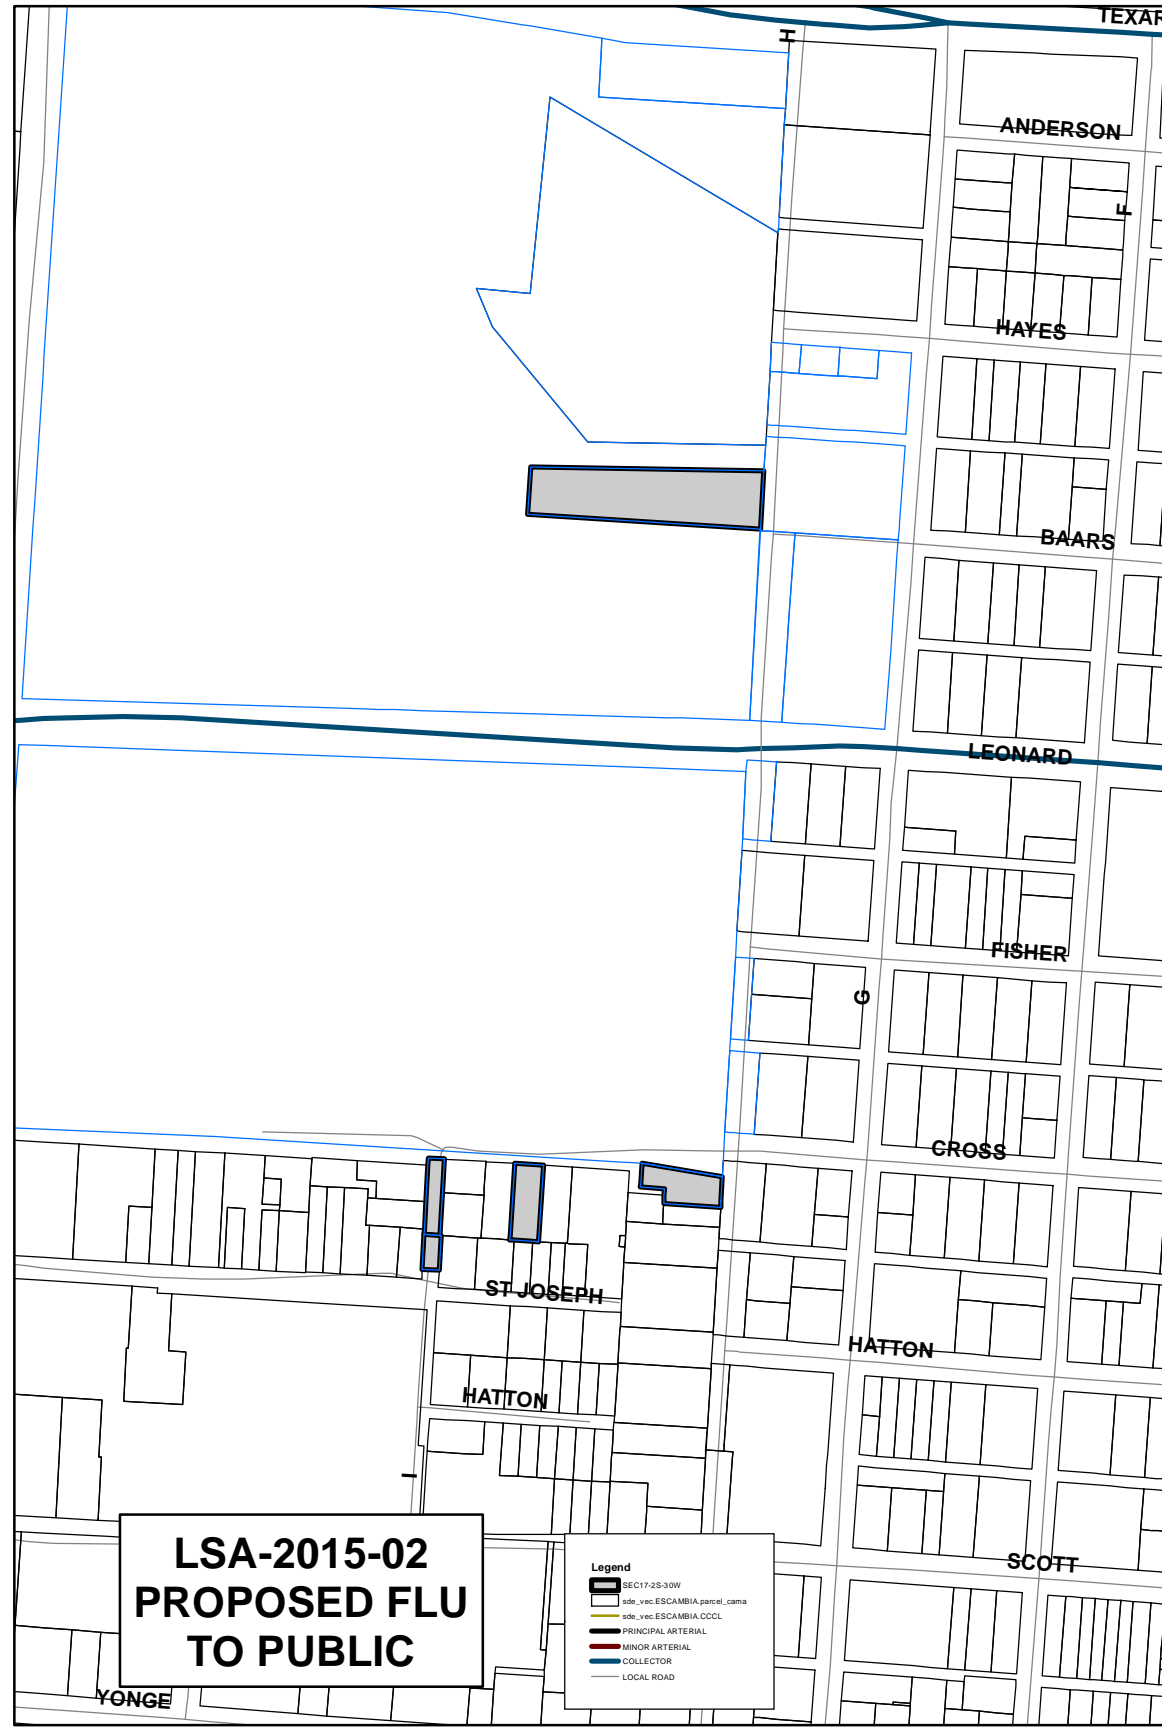 TEXAR
H
ANDERSON
F
HAYES
BAARS
LEONARD
FISHER
G
CROSS
ST JOSEPH
HATTON
HATTON
I
SCOTT
YONGE
LSA-2015-02
PROPOSED FLU
TO PUBLIC
Legend
SEC17-2S-30W
sde_vec.ESCAMBIA.parcel_cama
sde_vec.ESCAMBIA.CCCL
PRINCIPAL ARTERIAL
MINOR ARTERIAL
COLLECTOR
LOCAL ROAD